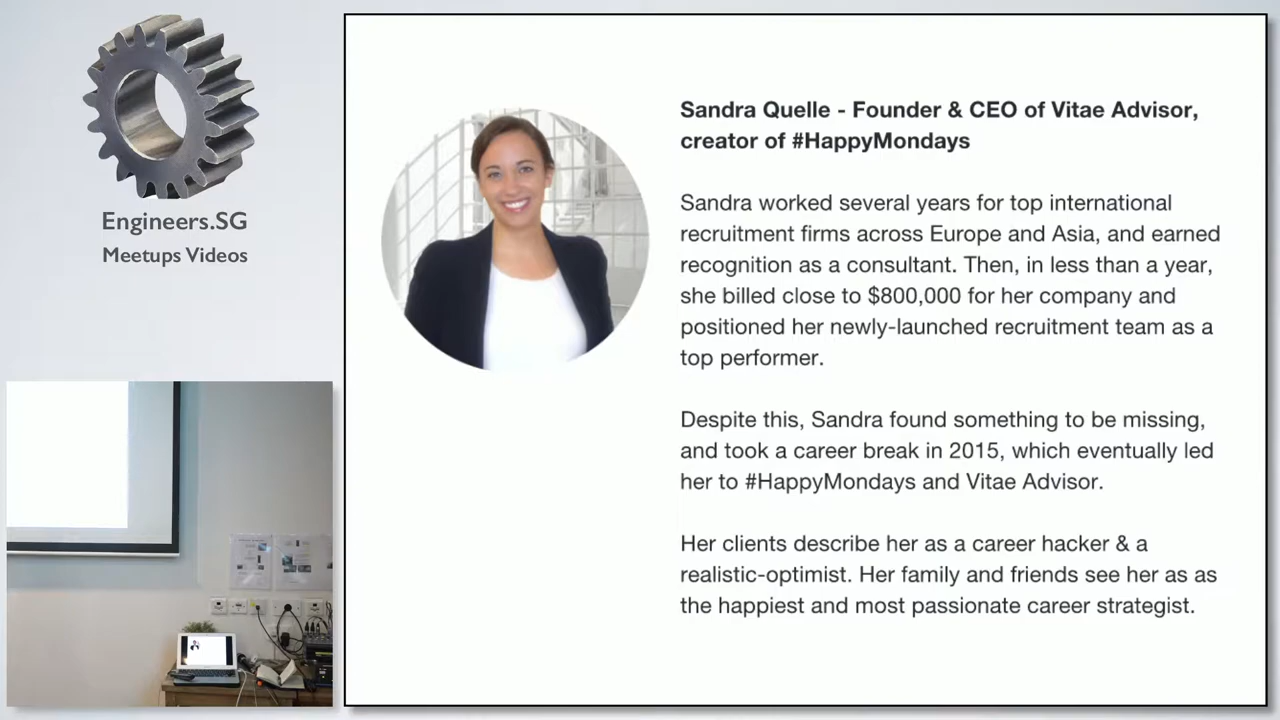 Engineers.SG
Meetups Videos
Sandra Quelle - Founder & CEO of Vitae Advisor,
creator of #HappyMondays
Sandra worked several years for top international
recruitment firms across Europe and Asia, and earned
recognition as a consultant. Then, in less than a year,
she billed close to $800,000 for her company and
positioned her newly-launched recruitment team as a
top performer.
Despite this, Sandra found something to be missing,
and took a career break in 2015, which eventually led
her to #HappyMondays and Vitae Advisor.
Her clients describe her as a career hacker & a
realistic-optimist. Her family and friends see her as as
the happiest and most passionate career strategist.